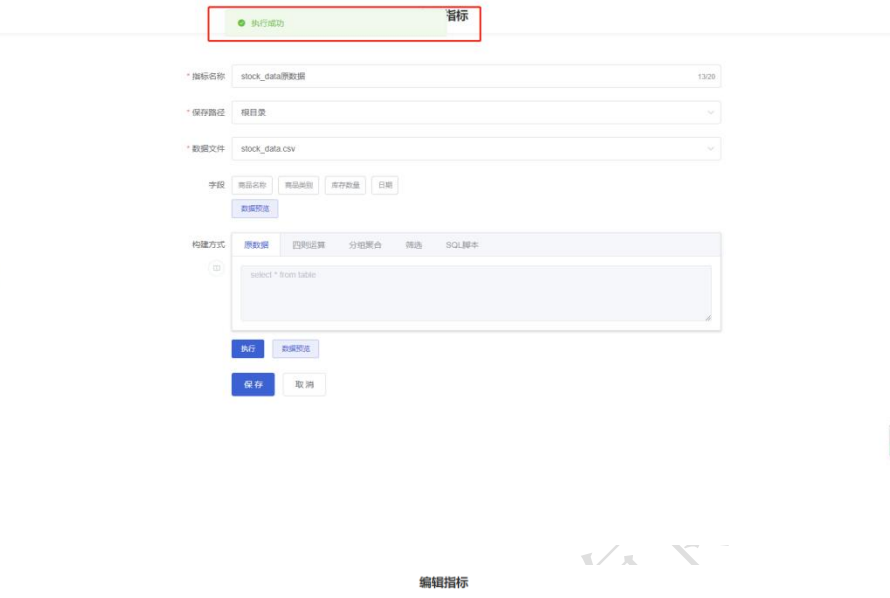 执行成功
指标
* 指标名称 stock_data原数据 13/20
* 保存路径 根目录
* 数据文件 stock_data.csv
字段 商品名称 商品类别 库存数量 日期
数据预览
构建方式 原数据 四则运算 分组聚合 筛选 SQL脚本
select * from table
执行 数据预览
保存 取消
编辑指标